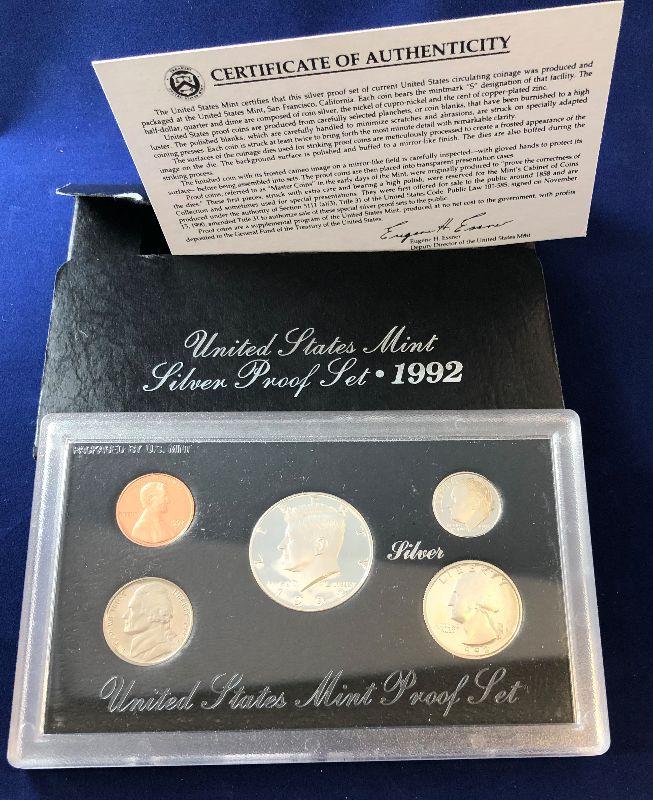 CERTIFICATE OF AUTHENTICITY
The United States Mint certifies that this silver proof set of current United States circulating coinage was produced and
packaged at the United States Mint, San Francisco, California. Each coin bears the mintmark "S" designation of that facility. The
half-dollar, quarter and dime are composed of coin silver, the nickel of cupro-nickel and the cent of copper-plated zinc.
United States proof coins are produced from carefully selected planchets, or coin blanks, that have been burnished to a high
luster. The polished blanks, which are carefully handled to minimize scratches and abrasions, are struck on specially adapted
coining presses. Each coin is struck at least twice to bring forth the most minute detail with remarkable clarity.
The surfaces of the coinage dies used for striking proof coins are meticulously processed to create a frosted appearance of the
image on the die. The background surface is polished and buffed to a mirror-like finish. The dies are also buffed during the
striking process.
The finished coin with its frosted cameo image on a mirror-like field is carefully inspected—with gloved hands to protect its
surface—before being assembled into sets. The proof coins are then placed into transparent presentation cases.
Proof coins, referred to as "Master Coins" in the early days of the Mint, were originally produced to "prove the correctness of
the dies." These first pieces, struck with extra care and bearing a high polish, were reserved for the Mint's Cabinet of Coins
Collection and sometimes used for special presentations. They were first offered for sale to the public around 1858 and are
produced under the authority of Section 5111 (a)(3), Title 31 of the United States Code. Public Law 101-585, signed on November
15, 1990, amended Title 31 to authorize sale of these special silver proof sets to the public.
Proof coins are a supplemental program of the United States Mint, produced at no net cost to the government, with profits
deposited to the General Fund of the Treasury of the United States.
Eugene H. Essner
Eugene H. Essner
Deputy Director of the United States Mint
United States Mint
Silver Proof Set • 1992
PACKAGED BY U.S. MINT
Silver
LIBERTY
United States Mint Proof Set